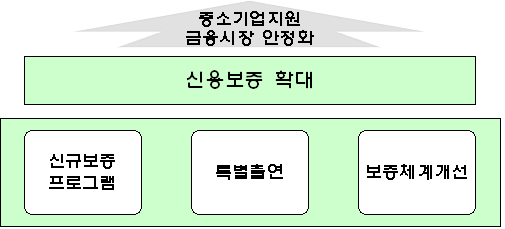 중소기업지원
금융시장 안정화
신용보증 확대
신규보증
프로그램
특별출연
보증체계개선